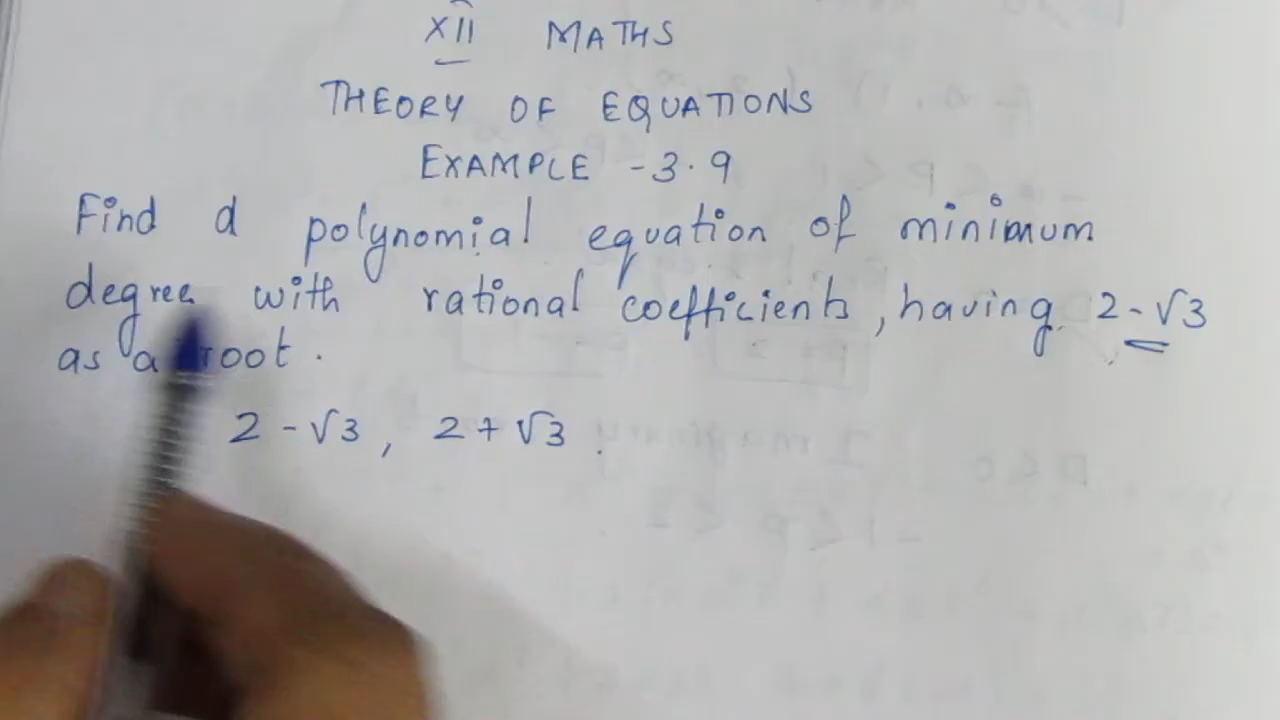 XII MATHS
THEORY OF EQUATIONS
EXAMPLE - 3.9
Find a polynomial equation of minimum
degree with rational coefficients, having 2-√3
as a root.
2-√3, 2+√3.